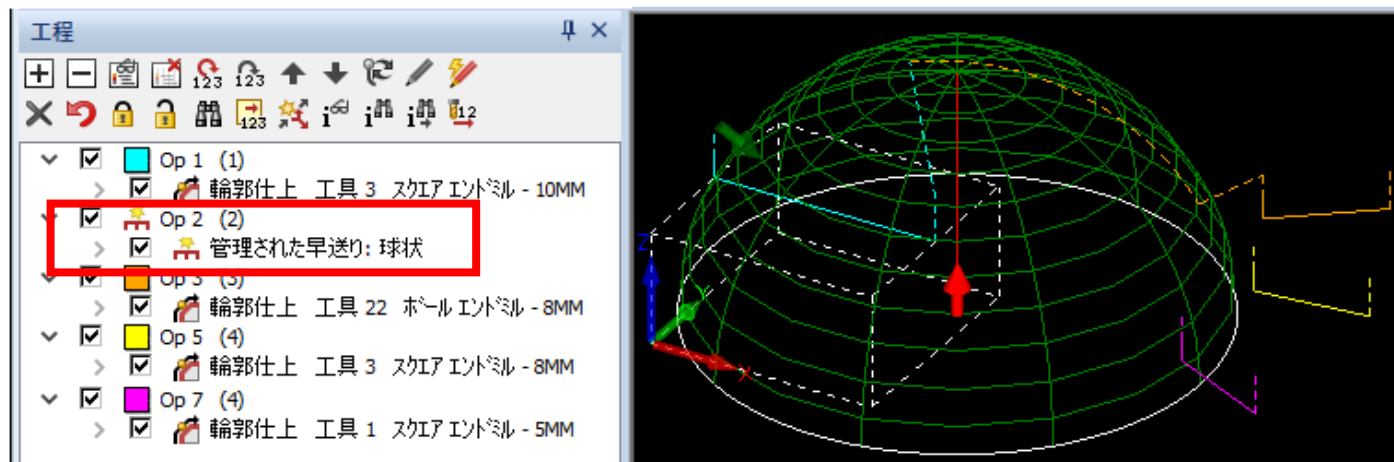 工程
123 123
123 i i i 12
Op 1 (1)
輪郭仕上 工具 3 スクエア エンドミル - 10MM
Op 2 (2)
管理された早送り: 球状
Op 3 (3)
輪郭仕上 工具 22 ボール エンドミル - 8MM
Op 5 (4)
輪郭仕上 工具 3 スクエア エンドミル - 8MM
Op 7 (4)
輪郭仕上 工具 1 スクエア エンドミル - 5MM
Z
Y
X